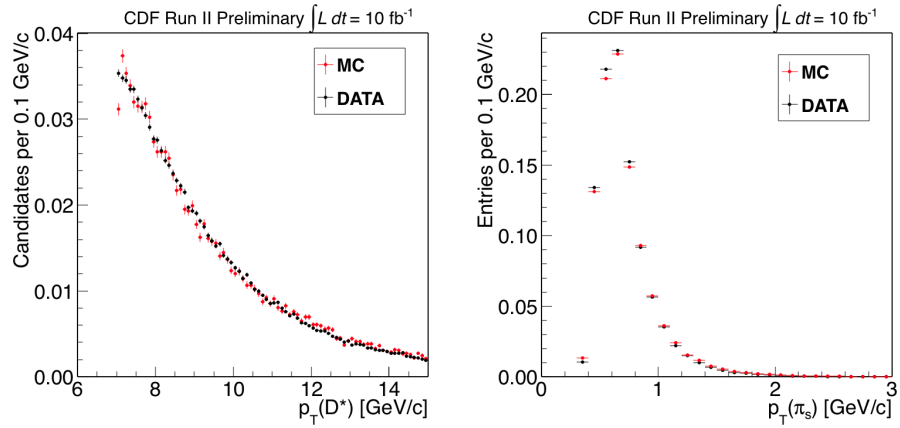 CDF Run II Preliminary ∫L dt = 10 fb⁻¹
Candidates per 0.1 GeV/c
0.04
0.03
0.02
0.01
0.00
MC
DATA
6
8
10
12
14
p_T(D*) [GeV/c]
CDF Run II Preliminary ∫L dt = 10 fb⁻¹
Entries per 0.1 GeV/c
0.20
0.15
0.10
0.05
0.00
MC
DATA
0
1
2
3
p_T(π_s) [GeV/c]